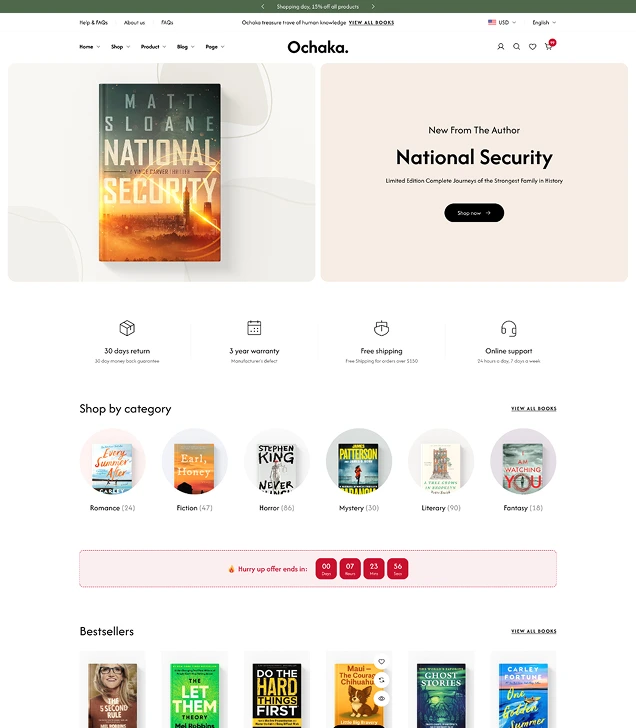 Shopping day, 15% off all products
Help & FAQs
About us
FAQs
Ochaka treasure trove of human knowledge VIEW ALL BOOKS
USD
English
Home
Shop
Product
Blog
Page
Ochaka.
MATT
SLOANE
NATIONAL
A VINCE CARVER THRILLER
SECURITY
New From The Author
National Security
Limited Edition Complete Journeys of the Strongest Family in History
Shop now
30 days return
30 day money back guarantee
3 year warranty
Manufacturer's defect
Free shipping
Free Shipping for orders over $150
Online support
24 hours a day, 7 days a week
Shop by category
VIEW ALL BOOKS
Every
Summer
After
CARLEY
Earl,
Honey
STEPHEN
KING
NEVER
JAMES
PATTERSON
I AM
WATCHING
YOU
Romance (24)
Fiction (47)
Horror (86)
Mystery (30)
Literary (90)
Fantasy (18)
Hurry up offer ends in:
00
Days
07
Hours
23
Mins
56
Secs
Bestsellers
VIEW ALL BOOKS
THE
5 SECOND
RULE
MEL ROBBINS
THE
LET
THEM
THEORY
Mel Robbins
DO THE
HARD
THINGS
FIRST
Maui –
The Courageous
Chihuahua
GHOST
STORIES
CARLEY
FORTUNE
One
Golden
Summer